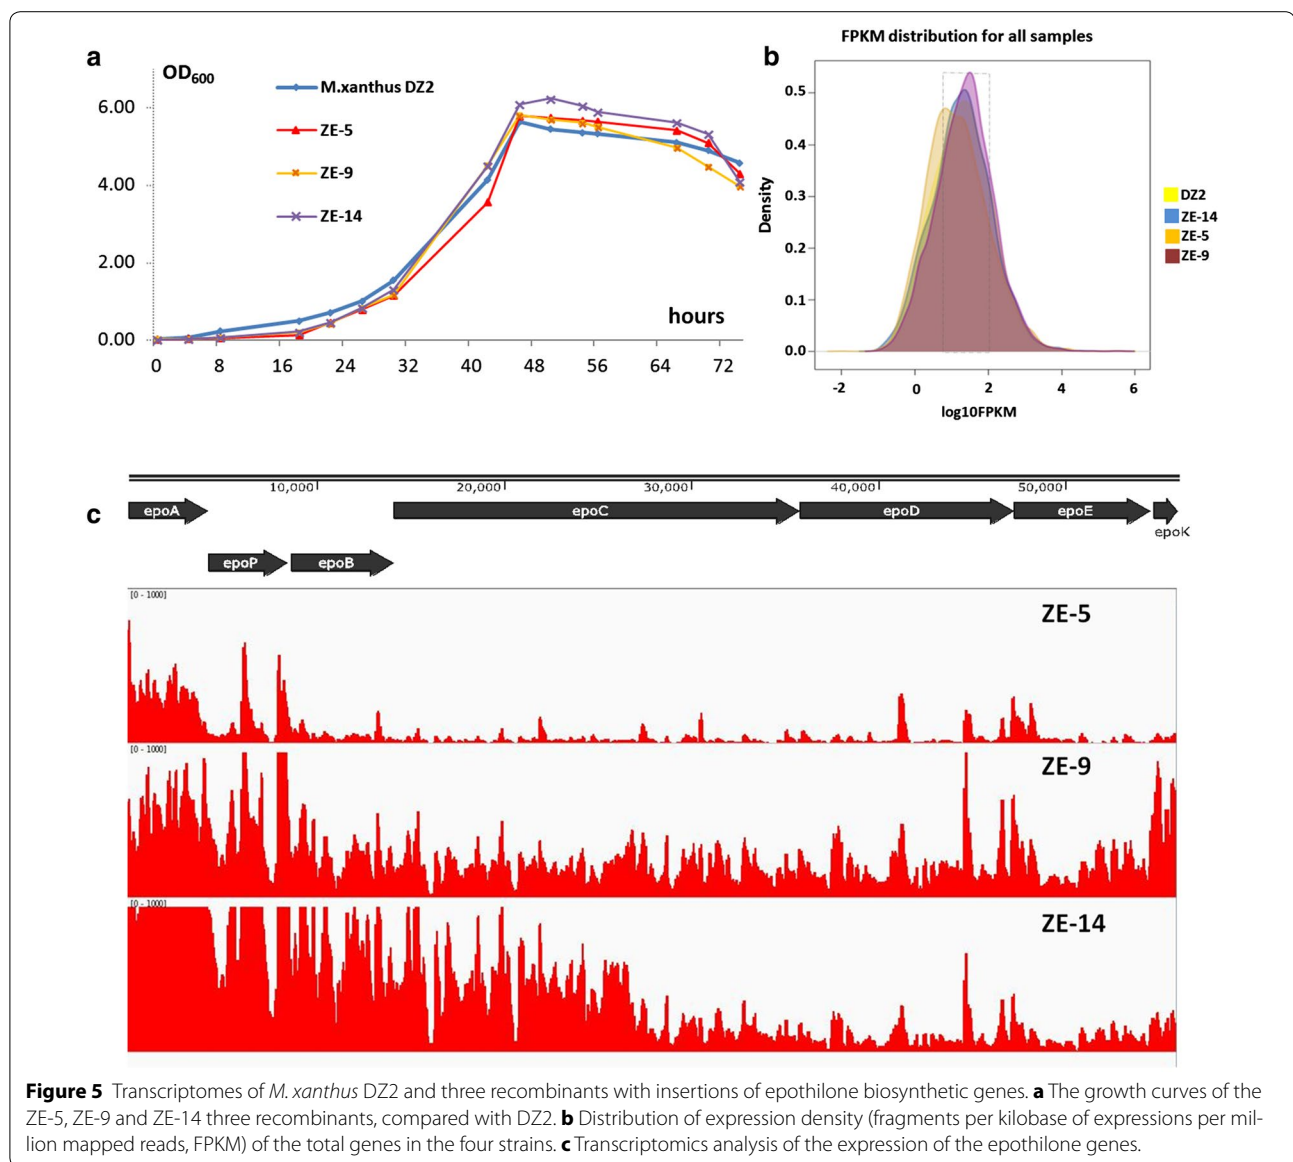 a
OD600
M.xanthus DZ2
ZE-5
ZE-9
ZE-14
6.00
4.00
2.00
0.00
hours
0 8 16 24 32 40 48 56 64 72
b
FPKM distribution for all samples
0.5
0.4
0.3
0.2
0.1
0.0
Density
-2 0 2 4 6
log10FPKM
DZ2
ZE-14
ZE-5
ZE-9
c
10,000 20,000 30,000 40,000 50,000
epoA epoC epoD epoE
epoK
epoP epoB
[0 - 1000]
ZE-5
[0 - 1000]
ZE-9
[0 - 1000]
ZE-14
Figure 5 Transcriptomes of M. xanthus DZ2 and three recombinants with insertions of epothilone biosynthetic genes. a The growth curves of the
ZE-5, ZE-9 and ZE-14 three recombinants, compared with DZ2. b Distribution of expression density (fragments per kilobase of expressions per mil-
lion mapped reads, FPKM) of the total genes in the four strains. c Transcriptomics analysis of the expression of the epothilone genes.